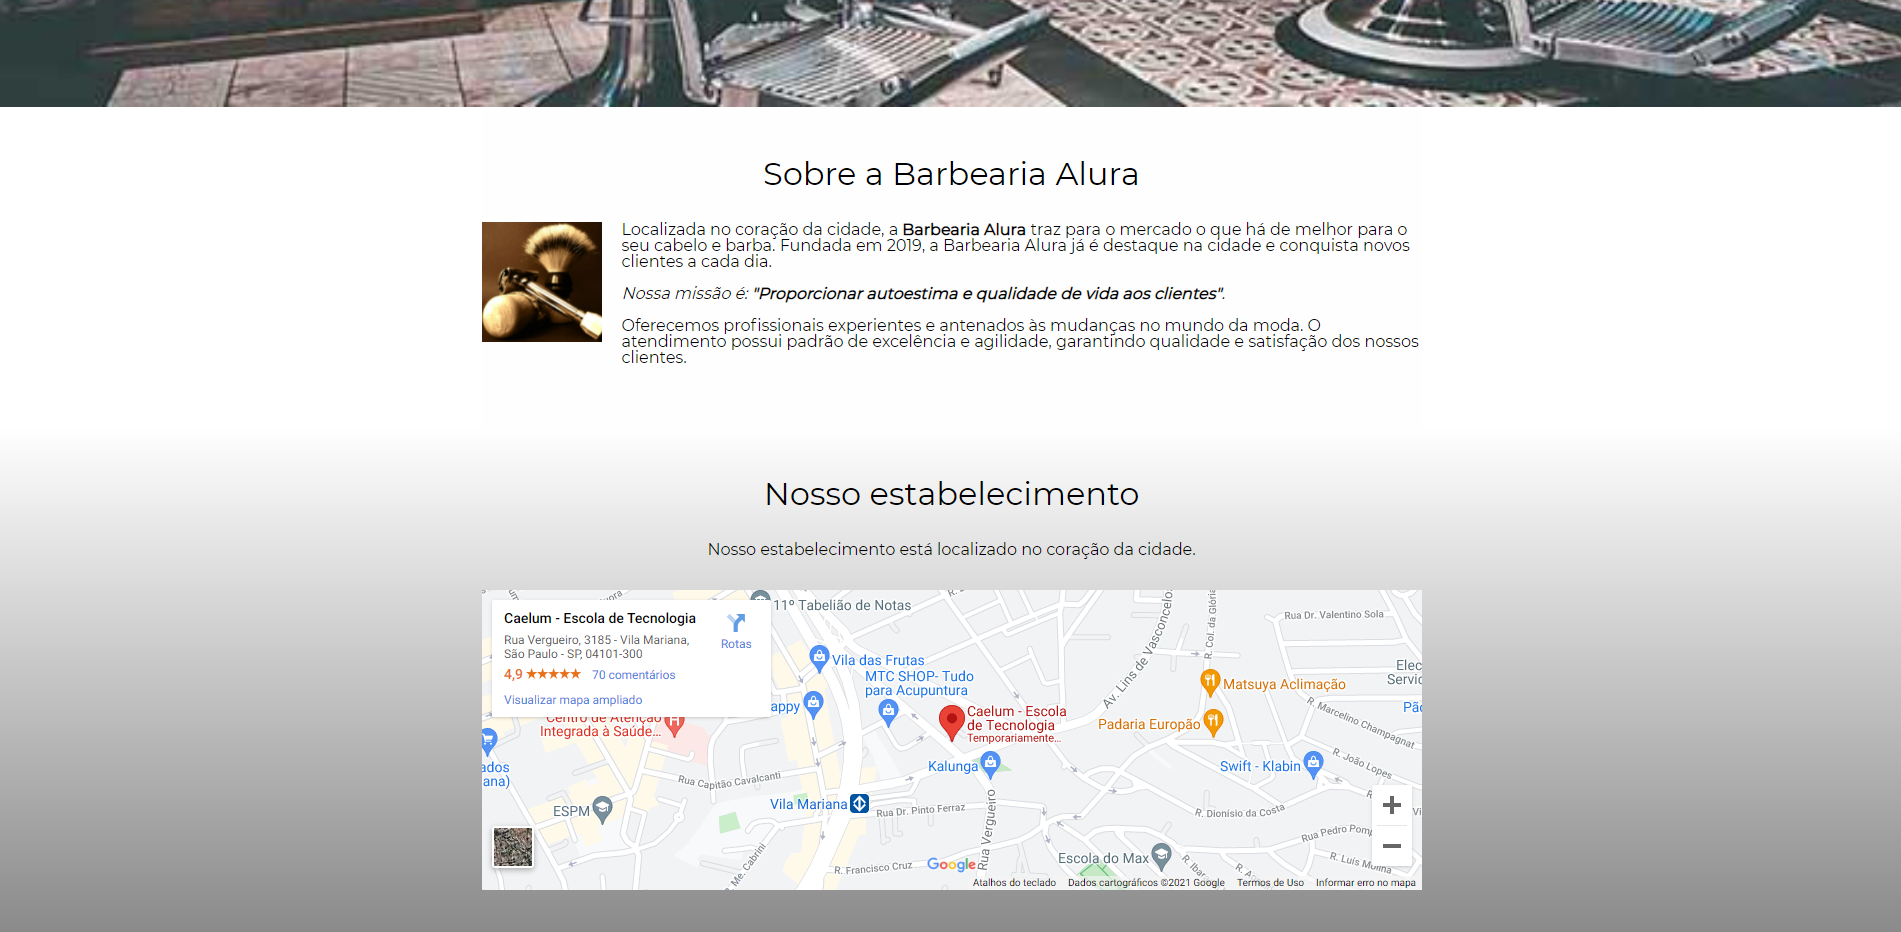 Sobre a Barbearia Alura
Localizada no coração da cidade, a Barbearia Alura traz para o mercado o que há de melhor para o
seu cabelo e barba. Fundada em 2019, a Barbearia Alura já é destaque na cidade e conquista novos
clientes a cada dia.
Nossa missão é: "Proporcionar autoestima e qualidade de vida aos clientes".
Oferecemos profissionais experientes e antenados às mudanças no mundo da moda. O
atendimento possui padrão de excelência e agilidade, garantindo qualidade e satisfação dos nossos
clientes.
Nosso estabelecimento
Nosso estabelecimento está localizado no coração da cidade.
Caelum - Escola de Tecnologia
Rua Vergueiro, 3185 - Vila Mariana,
São Paulo - SP, 04101-300
4,9
70 comentários
Visualizar mapa ampliado
Rotas
11º Tabelião de Notas
Av. Lins de Vasconcelo
R. Col. da Glória
Rua Dr. Valentino Sola
Vila das Frutas
MTC SHOP- Tudo
para Acupuntura
Matsuya Aclimação
Elec
Servic
appy
Caelum - Escola
de Tecnologia
Temporariamente...
Padaria Europão
R. Marcelino Champagnat
Centro de Atenção
Integrada à Saúde...
ados
ana)
Rua Capitão Cavalcanti
Kalunga
Swift - Klabin
R. João Lopes
ESPM
Vila Mariana
Rua Dr. Pinto Ferraz
Rua Vergueiro
R. Dionísio da Costa
Rua Pedro Pomp
R. Luís Molina
Me. Cabrini
R. Francisco Cruz
Google
Escola do Max
R. Ibar
+
−
Atalhos do teclado
Dados cartográficos ©2021 Google
Termos de Uso
Informar erro no mapa